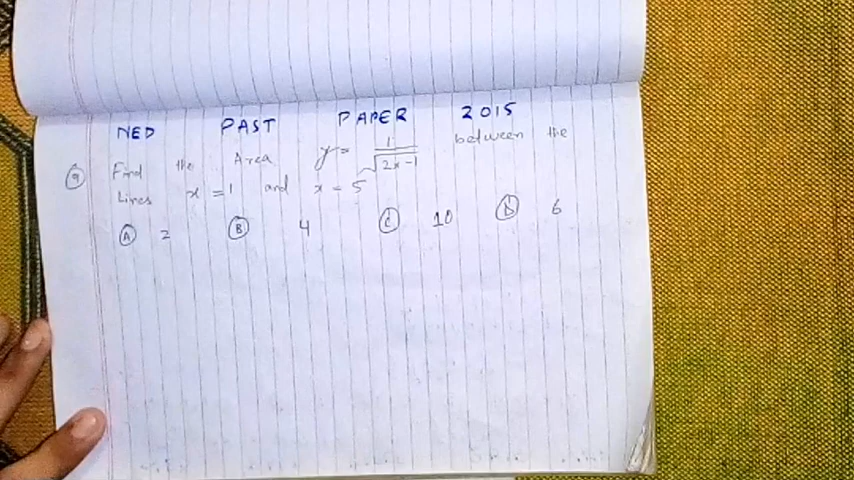 NED PAST PAPER 2015
9 Find the Area y = 1/√(2x-1) between the
Lines x = 1 and x = 5
A 2 B 4 C 10 D 6